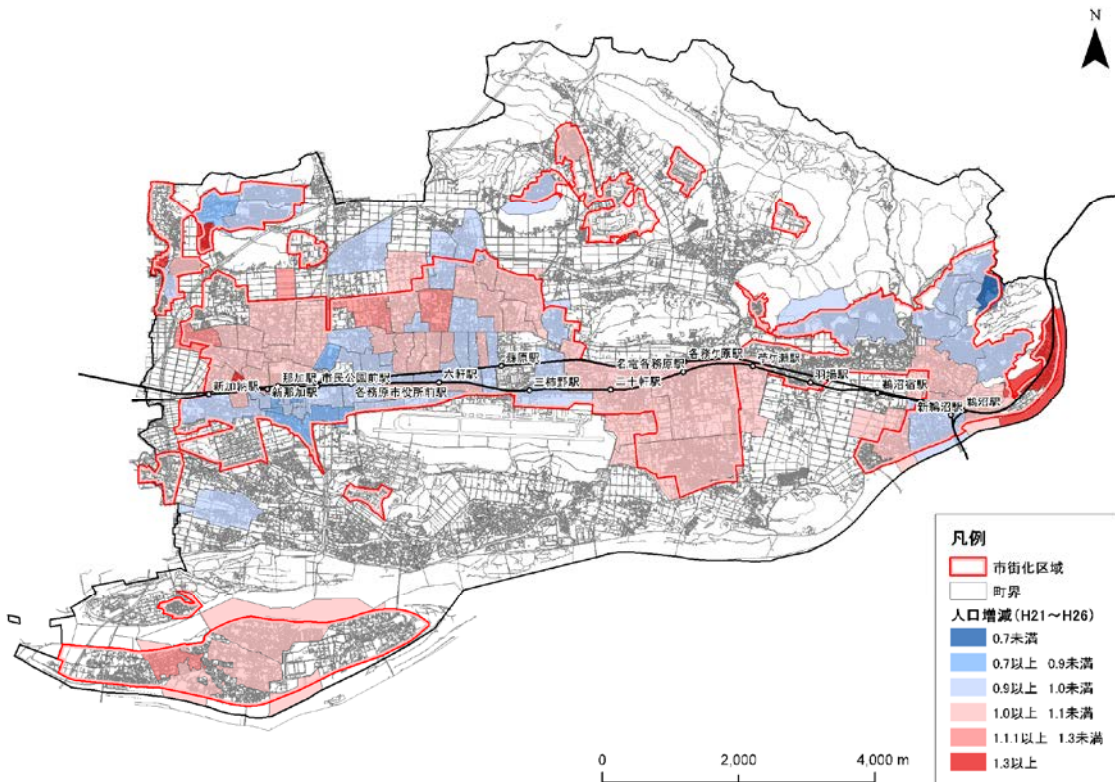 N
蘇原駅
各務ケ原駅
名電各務原駅
苧ケ瀬駅
羽場駅
那加駅
市民公園前駅
六軒駅
新加納駅
新那加駅
各務原市役所前駅
三柿野駅
二十軒駅
鵜沼宿駅
新鵜沼駅
鵜沼駅
凡例
市街化区域
町界
人口増減(H21～H26)
0.7未満
0.7以上 0.9未満
0.9以上 1.0未満
1.0以上 1.1未満
1.1.1以上 1.3未満
1.3以上
0 2,000 4,000 m